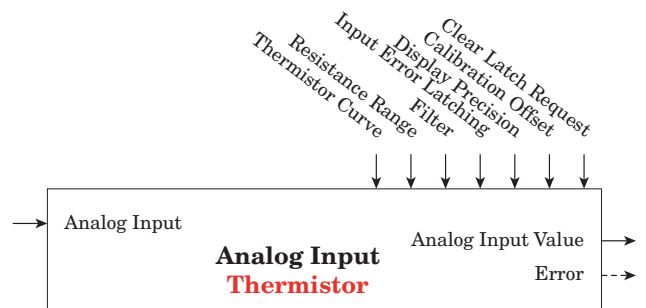 Thermistor Curve
Resistance Range
Filter
Input Error Latching
Display Precision
Calibration Offset
Clear Latch Request
Analog Input
Analog Input Value
Analog Input
Thermistor
Error